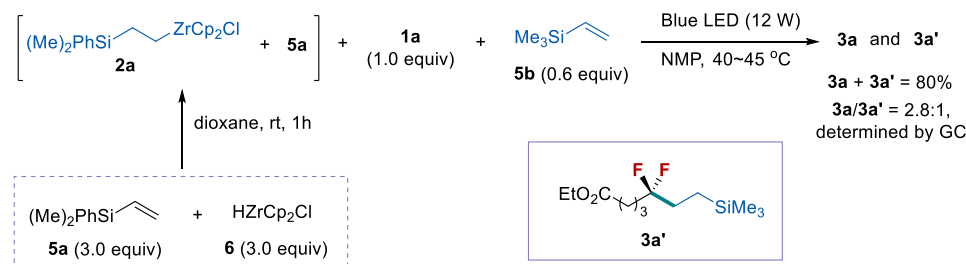 (Me)₂PhSi ZrCp₂Cl
2a
+ 5a + 1a
(1.0 equiv)
+ Me₃Si
5b (0.6 equiv)
Blue LED (12 W)
NMP, 40~45 °C
3a and 3a'
3a + 3a' = 80%
3a/3a' = 2.8:1,
determined by GC
dioxane, rt, 1h
(Me)₂PhSi + HZrCp₂Cl
5a (3.0 equiv) 6 (3.0 equiv)
F F
EtO₂C ( )₃ SiMe₃
3a'